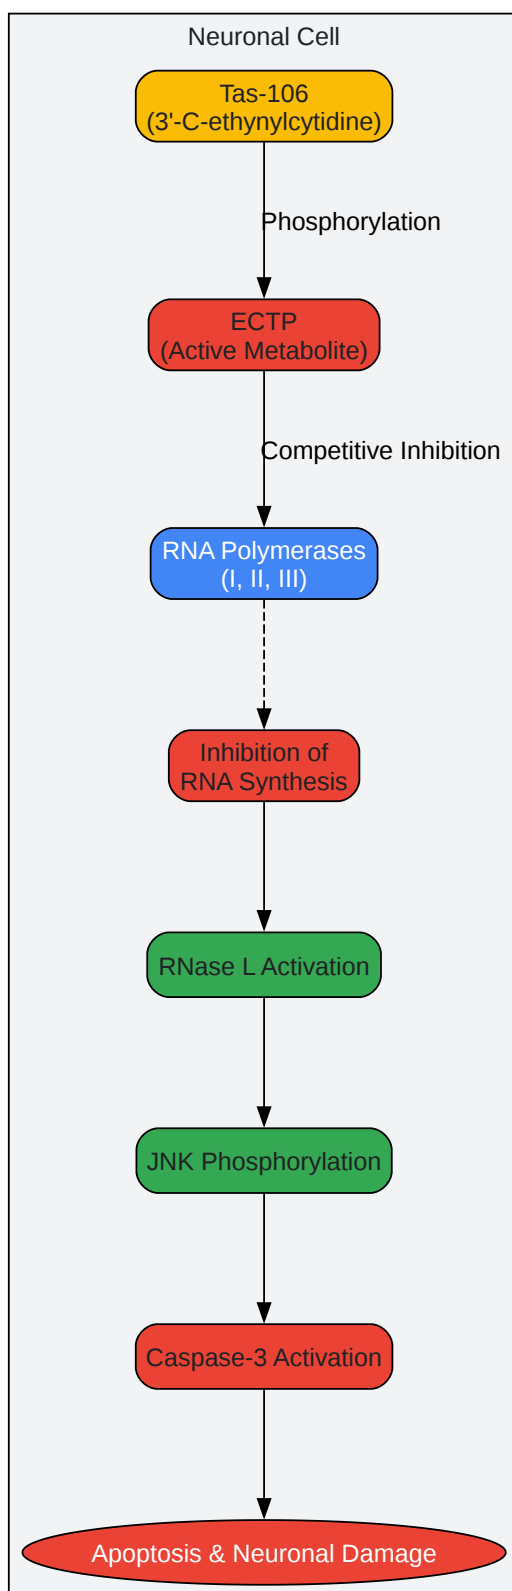 Neuronal Cell
Tas-106
(3'-C-ethynylcytidine)
Phosphorylation
ECTP
(Active Metabolite)
Competitive Inhibition
RNA Polymerases
(I, II, III)
Inhibition of
RNA Synthesis
RNase L Activation
JNK Phosphorylation
Caspase-3 Activation
Apoptosis & Neuronal Damage